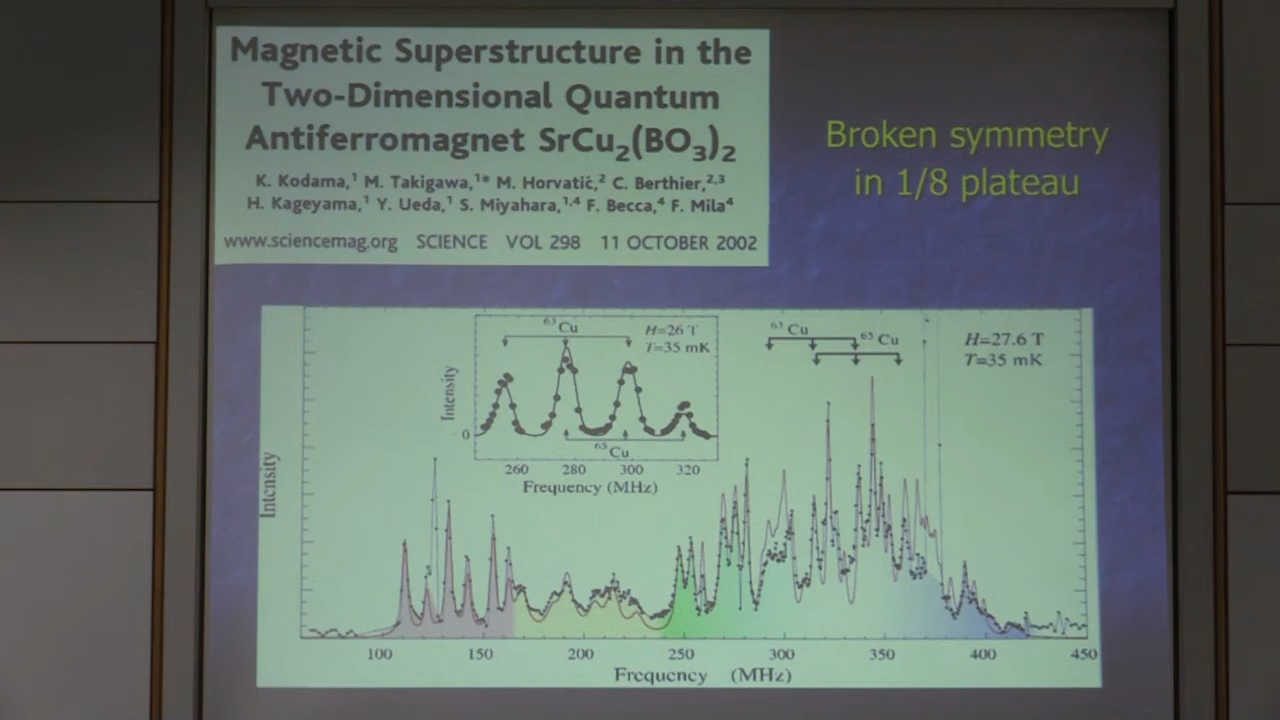 Magnetic Superstructure in the
Two-Dimensional Quantum
Antiferromagnet SrCu₂(BO₃)₂
K. Kodama,¹ M. Takigawa,¹* M. Horvatić,² C. Berthier,²,³
H. Kageyama,¹ Y. Ueda,¹ S. Miyahara,¹,⁴ F. Becca,⁴ F. Mila⁴
www.sciencemag.org SCIENCE VOL 298 11 OCTOBER 2002
Broken symmetry
in 1/8 plateau
⁶³Cu
H=26 T
T=35 mK
Intensity
0
⁶⁵Cu
260 280 300 320
Frequency (MHz)
⁶³Cu
⁶⁵Cu
H=27.6 T
T=35 mK
Intensity
100 150 200 250 300 350 400 450
Frequency (MHz)